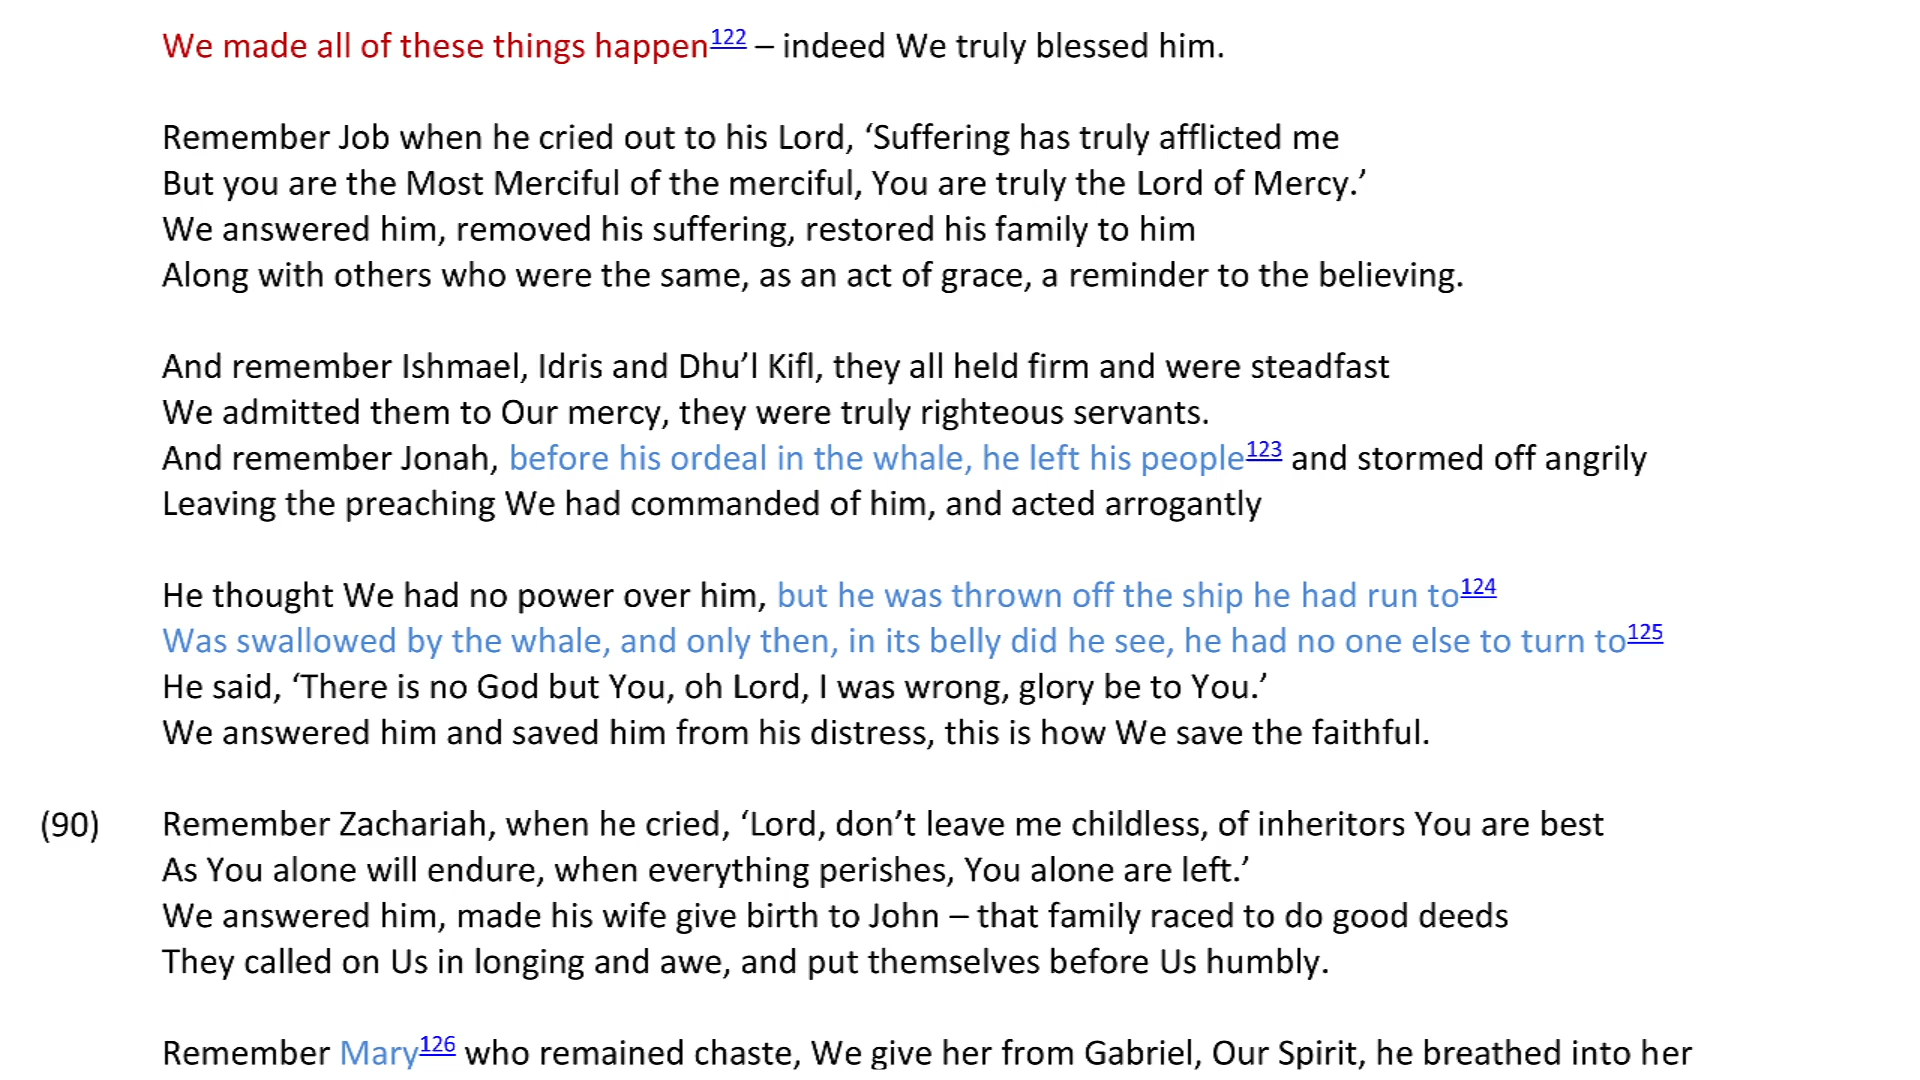 We made all of these things happen122 – indeed We truly blessed him.
Remember Job when he cried out to his Lord, ‘Suffering has truly afflicted me
But you are the Most Merciful of the merciful, You are truly the Lord of Mercy.’
We answered him, removed his suffering, restored his family to him
Along with others who were the same, as an act of grace, a reminder to the believing.
And remember Ishmael, Idris and Dhu’l Kifl, they all held firm and were steadfast
We admitted them to Our mercy, they were truly righteous servants.
And remember Jonah, before his ordeal in the whale, he left his people123 and stormed off angrily
Leaving the preaching We had commanded of him, and acted arrogantly
He thought We had no power over him, but he was thrown off the ship he had run to124
Was swallowed by the whale, and only then, in its belly did he see, he had no one else to turn to125
He said, ‘There is no God but You, oh Lord, I was wrong, glory be to You.’
We answered him and saved him from his distress, this is how We save the faithful.
(90) Remember Zachariah, when he cried, ‘Lord, don’t leave me childless, of inheritors You are best
As You alone will endure, when everything perishes, You alone are left.’
We answered him, made his wife give birth to John – that family raced to do good deeds
They called on Us in longing and awe, and put themselves before Us humbly.
Remember Mary126 who remained chaste, We give her from Gabriel, Our Spirit, he breathed into her